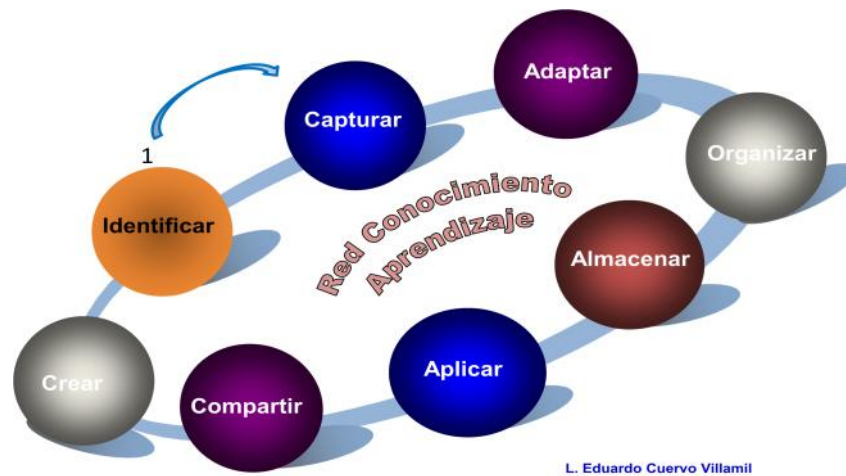 1
Identificar
Capturar
Adaptar
Organizar
Almacenar
Aplicar
Compartir
Crear
Red Conocimiento
Aprendizaje
L. Eduardo Cuervo Villamil